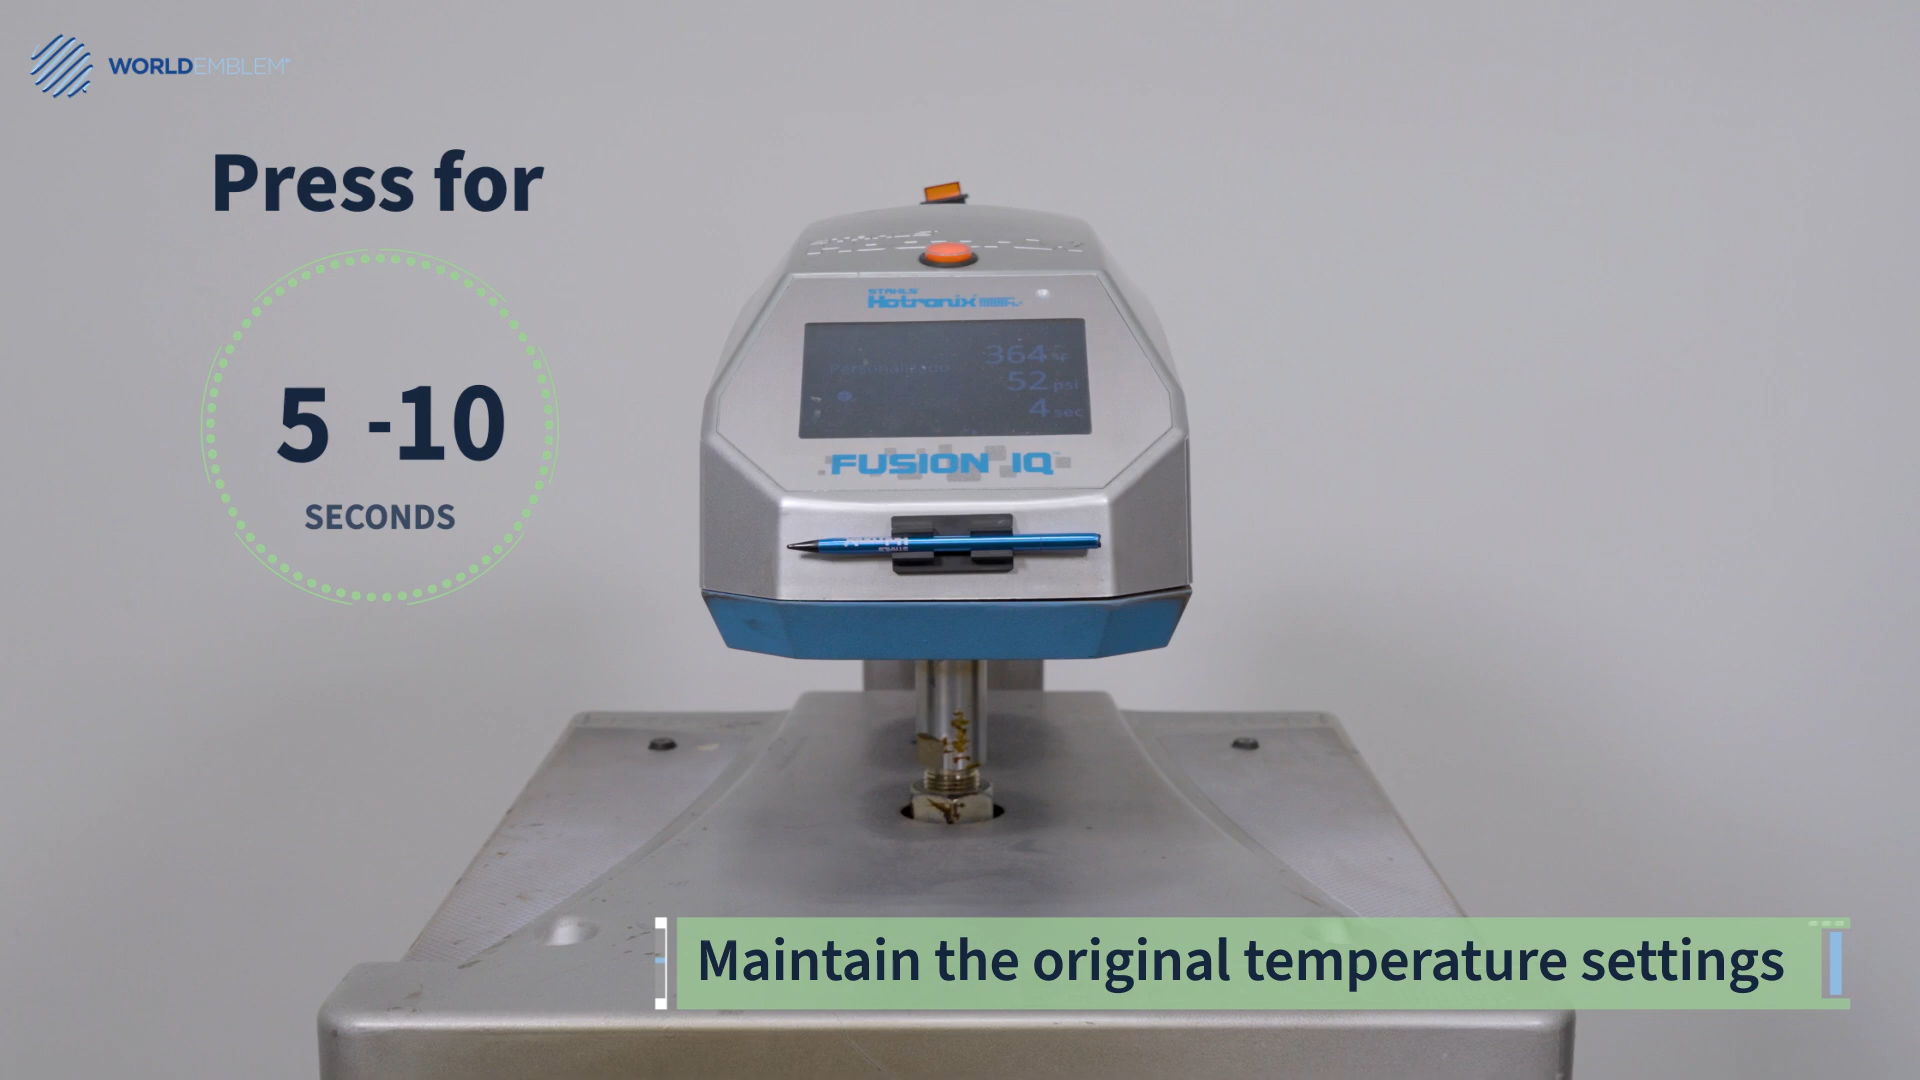 WORLDEMBLEM
Press for
5 -10
SECONDS
STAHLS'
Hotronix
364°F
52 psi
4 sec
FUSION IQ
Maintain the original temperature settings